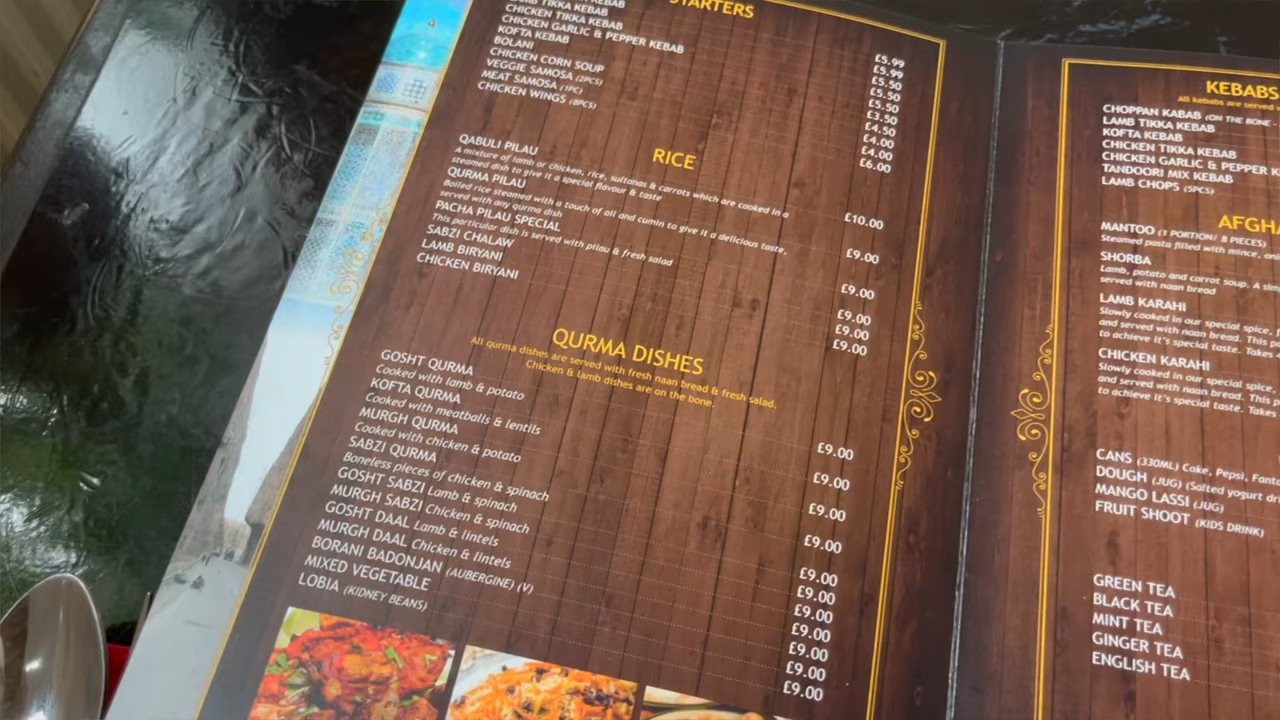 STARTERS
KEBAB
LAMB TIKKA KEBAB
CHICKEN TIKKA KEBAB
CHICKEN GARLIC & PEPPER KEBAB
KOFTA KEBAB £5.99
BOLANI £5.99
CHICKEN CORN SOUP £5.50
VEGGIE SAMOSA (2PCS) £5.50
MEAT SAMOSA (1PC) £5.50
CHICKEN WINGS (8PCS) £3.50
£4.50
£4.00
£4.00
£6.00
RICE
QABULI PILAU
A mixture of lamb or chicken, rice, sultanas & carrots which are cooked in a
steamed dish to give it a special flavour & taste £10.00
QURMA PILAU
Boiled rice steamed with a touch of oil and cumin to give it a delicious taste,
served with any qurma dish £9.00
PACHA PILAU SPECIAL
This particular dish is served with pilau & fresh salad £9.00
SABZI CHALAW £9.00
LAMB BIRYANI £9.00
CHICKEN BIRYANI £9.00
QURMA DISHES
All qurma dishes are served with fresh naan bread & fresh salad.
Chicken & lamb dishes are on the bone.
GOSHT QURMA
Cooked with lamb & potato £9.00
KOFTA QURMA
Cooked with meatballs & lentils £9.00
MURGH QURMA
Cooked with chicken & potato £9.00
SABZI QURMA
Boneless pieces of chicken & spinach £9.00
GOSHT SABZI Lamb & spinach £9.00
MURGH SABZI Chicken & spinach £9.00
GOSHT DAAL Lamb & lintels £9.00
MURGH DAAL Chicken & lintels £9.00
BORANI BADONJAN (AUBERGINE) (V) £9.00
MIXED VEGETABLE £9.00
LOBIA (KIDNEY BEANS) £9.00
KEBABS
All kebabs are served
CHOPPAN KABAB (ON THE BONE -
LAMB TIKKA KEBAB
KOFTA KEBAB
CHICKEN TIKKA KEBAB
CHICKEN GARLIC & PEPPER K
TANDOORI MIX KEBAB
LAMB CHOPS (5PCS)
AFGHA
MANTOO (1 PORTION/ 8 PIECES)
Steamed pasta filled with mince, oni
SHORBA
Lamb, potato and carrot soup. A sim
served with naan bread
LAMB KARAHI
Slowly cooked in our special spice,
and served with naan bread. This p
to achieve it's special taste. Takes
CHICKEN KARAHI
Slowly cooked in our special spice,
and served with naan bread. This pa
to achieve it's special taste. Takes
CANS (330ML) Coke, Pepsi, Fanta
DOUGH (JUG) (Salted yogurt dri
MANGO LASSI (JUG)
FRUIT SHOOT (KIDS DRINK)
GREEN TEA
BLACK TEA
MINT TEA
GINGER TEA
ENGLISH TEA